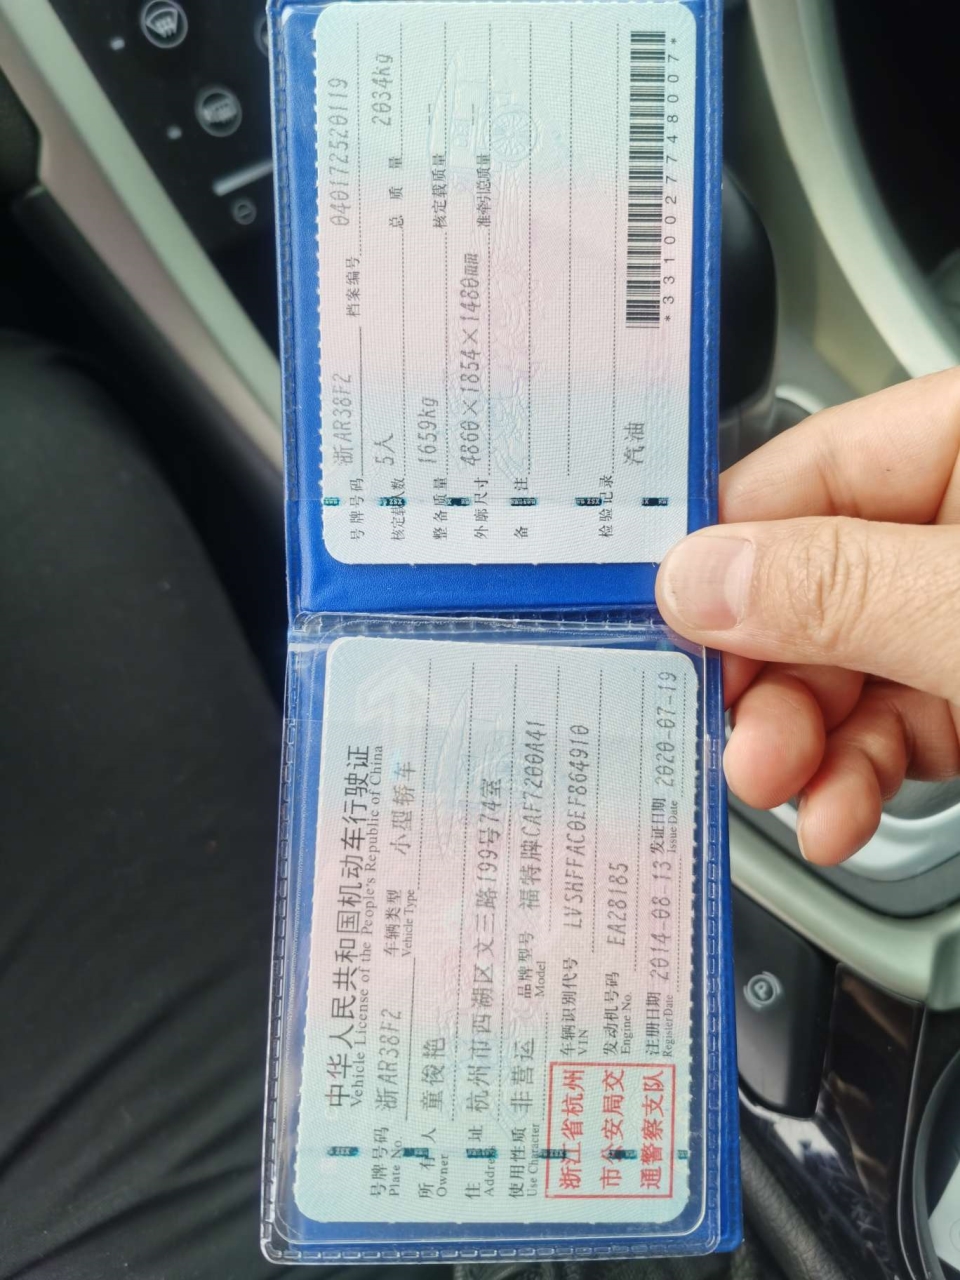 中华人民共和国机动车行驶证
Vehicle License of the People's Republic of China
号牌号码 浙AR38F2 车辆类型 小型轿车
Plate No. Vehicle Type
所有人 童俊艳
Owner
住址 杭州市西湖区文三路199号74室
Address
使用性质 非营运 品牌型号 福特牌CAF7200A41
Use Character Model
浙江省杭州
市公安局交
通警察支队
车辆识别代号 LVSHFFAC0EF864910
VIN
发动机号码 EA28185
Engine No.
注册日期 2014-08-13 发证日期 2020-07-19
Register Date Issue Date
号牌号码 浙AR38F2 档案编号 040172520119
核定载人数 5人 总质量 2034kg
整备质量 1659kg 核定载质量 --
外廓尺寸 4860×1854×1480mm 准牵引总质量 --
备注
检验记录
汽油
*3310027748007*